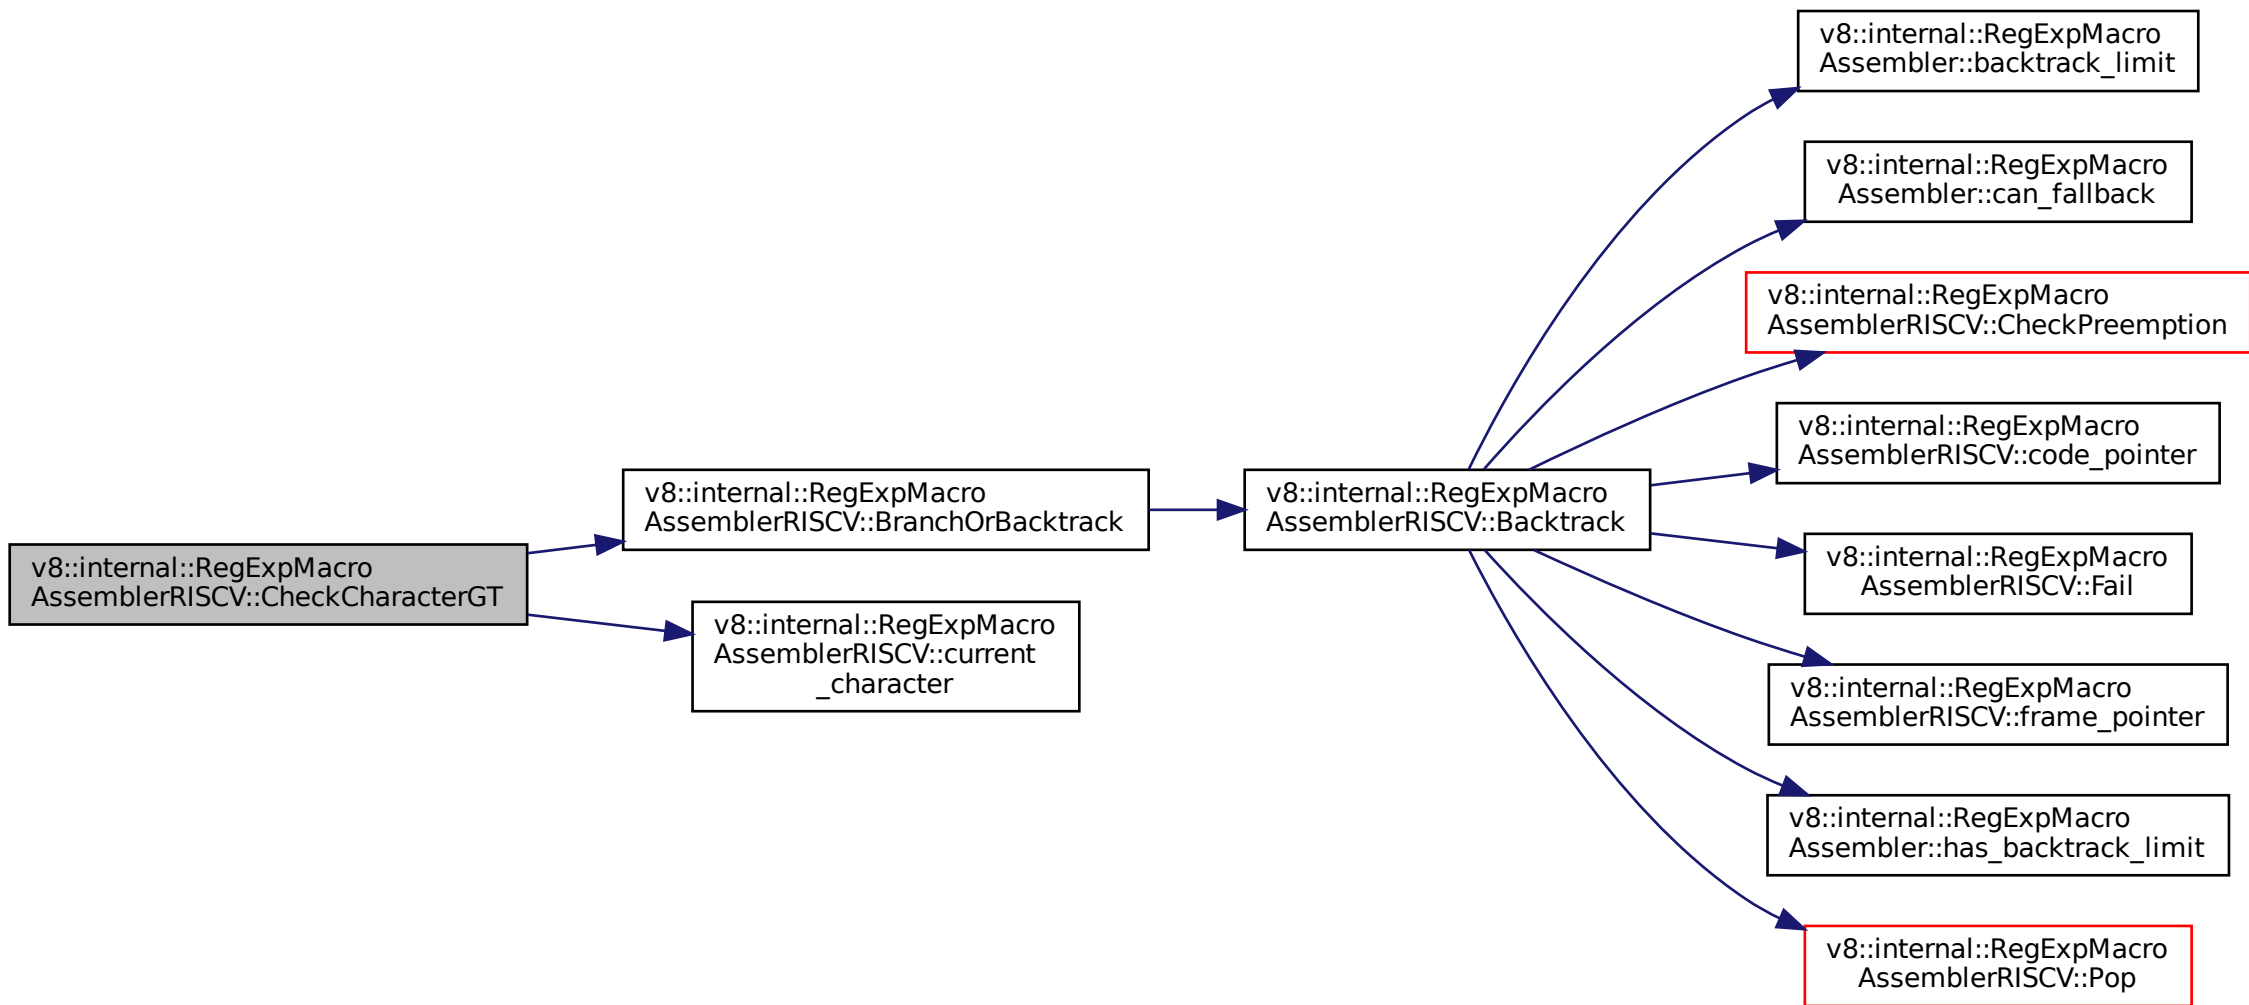 v8::internal::RegExpMacro
AssemblerRISCV::CheckCharacterGT
v8::internal::RegExpMacro
AssemblerRISCV::BranchOrBacktrack
v8::internal::RegExpMacro
AssemblerRISCV::current
_character
v8::internal::RegExpMacro
AssemblerRISCV::Backtrack
v8::internal::RegExpMacro
Assembler::backtrack_limit
v8::internal::RegExpMacro
Assembler::can_fallback
v8::internal::RegExpMacro
AssemblerRISCV::CheckPreemption
v8::internal::RegExpMacro
AssemblerRISCV::code_pointer
v8::internal::RegExpMacro
AssemblerRISCV::Fail
v8::internal::RegExpMacro
AssemblerRISCV::frame_pointer
v8::internal::RegExpMacro
Assembler::has_backtrack_limit
v8::internal::RegExpMacro
AssemblerRISCV::Pop